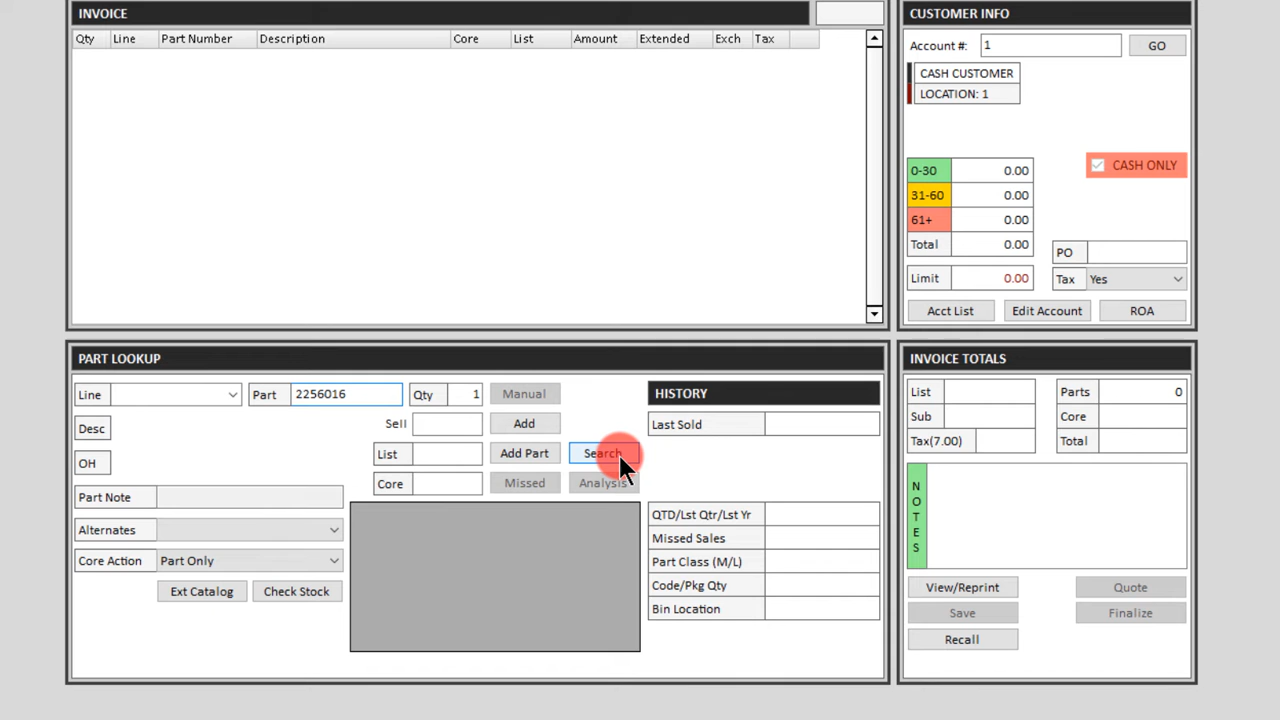 INVOICE
Qty Line Part Number Description Core List Amount Extended Exch Tax
CUSTOMER INFO
Account #: 1 GO
CASH CUSTOMER
LOCATION: 1
CASH ONLY
0-30 0.00
31-60 0.00
61+ 0.00
Total 0.00
PO
Limit 0.00 Tax Yes
Acct List Edit Account ROA
PART LOOKUP
Line Part 2256016 Qty 1 Manual
Sell Add
Desc
List Add Part Search
OH
Core Missed Analysis
Part Note
Alternates
Core Action Part Only
Ext Catalog Check Stock
HISTORY
Last Sold
QTD/Lst Qtr/Lst Yr
Missed Sales
Part Class (M/L)
Code/Pkg Qty
Bin Location
INVOICE TOTALS
List Parts 0
Sub Core
Tax(7.00) Total
NOTES
View/Reprint Quote
Save Finalize
Recall